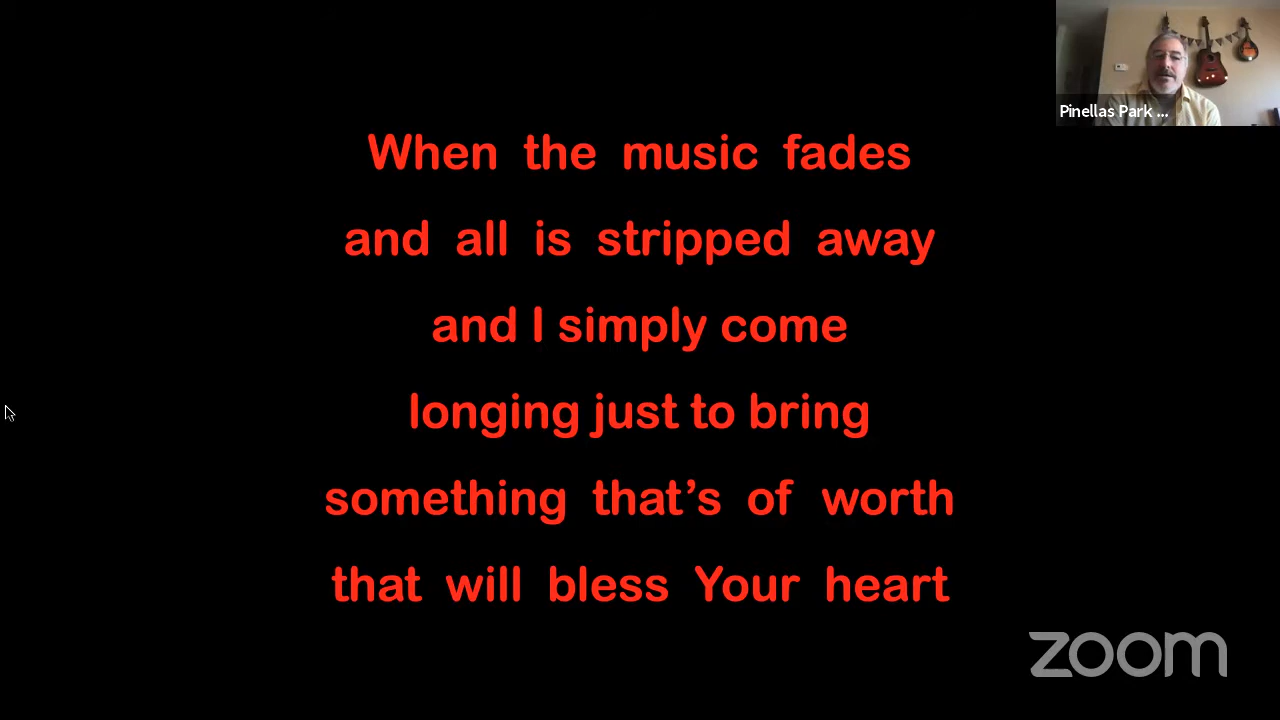 Pinellas Park ...
When the music fades
and all is stripped away
and I simply come
longing just to bring
something that’s of worth
that will bless Your heart
zoom